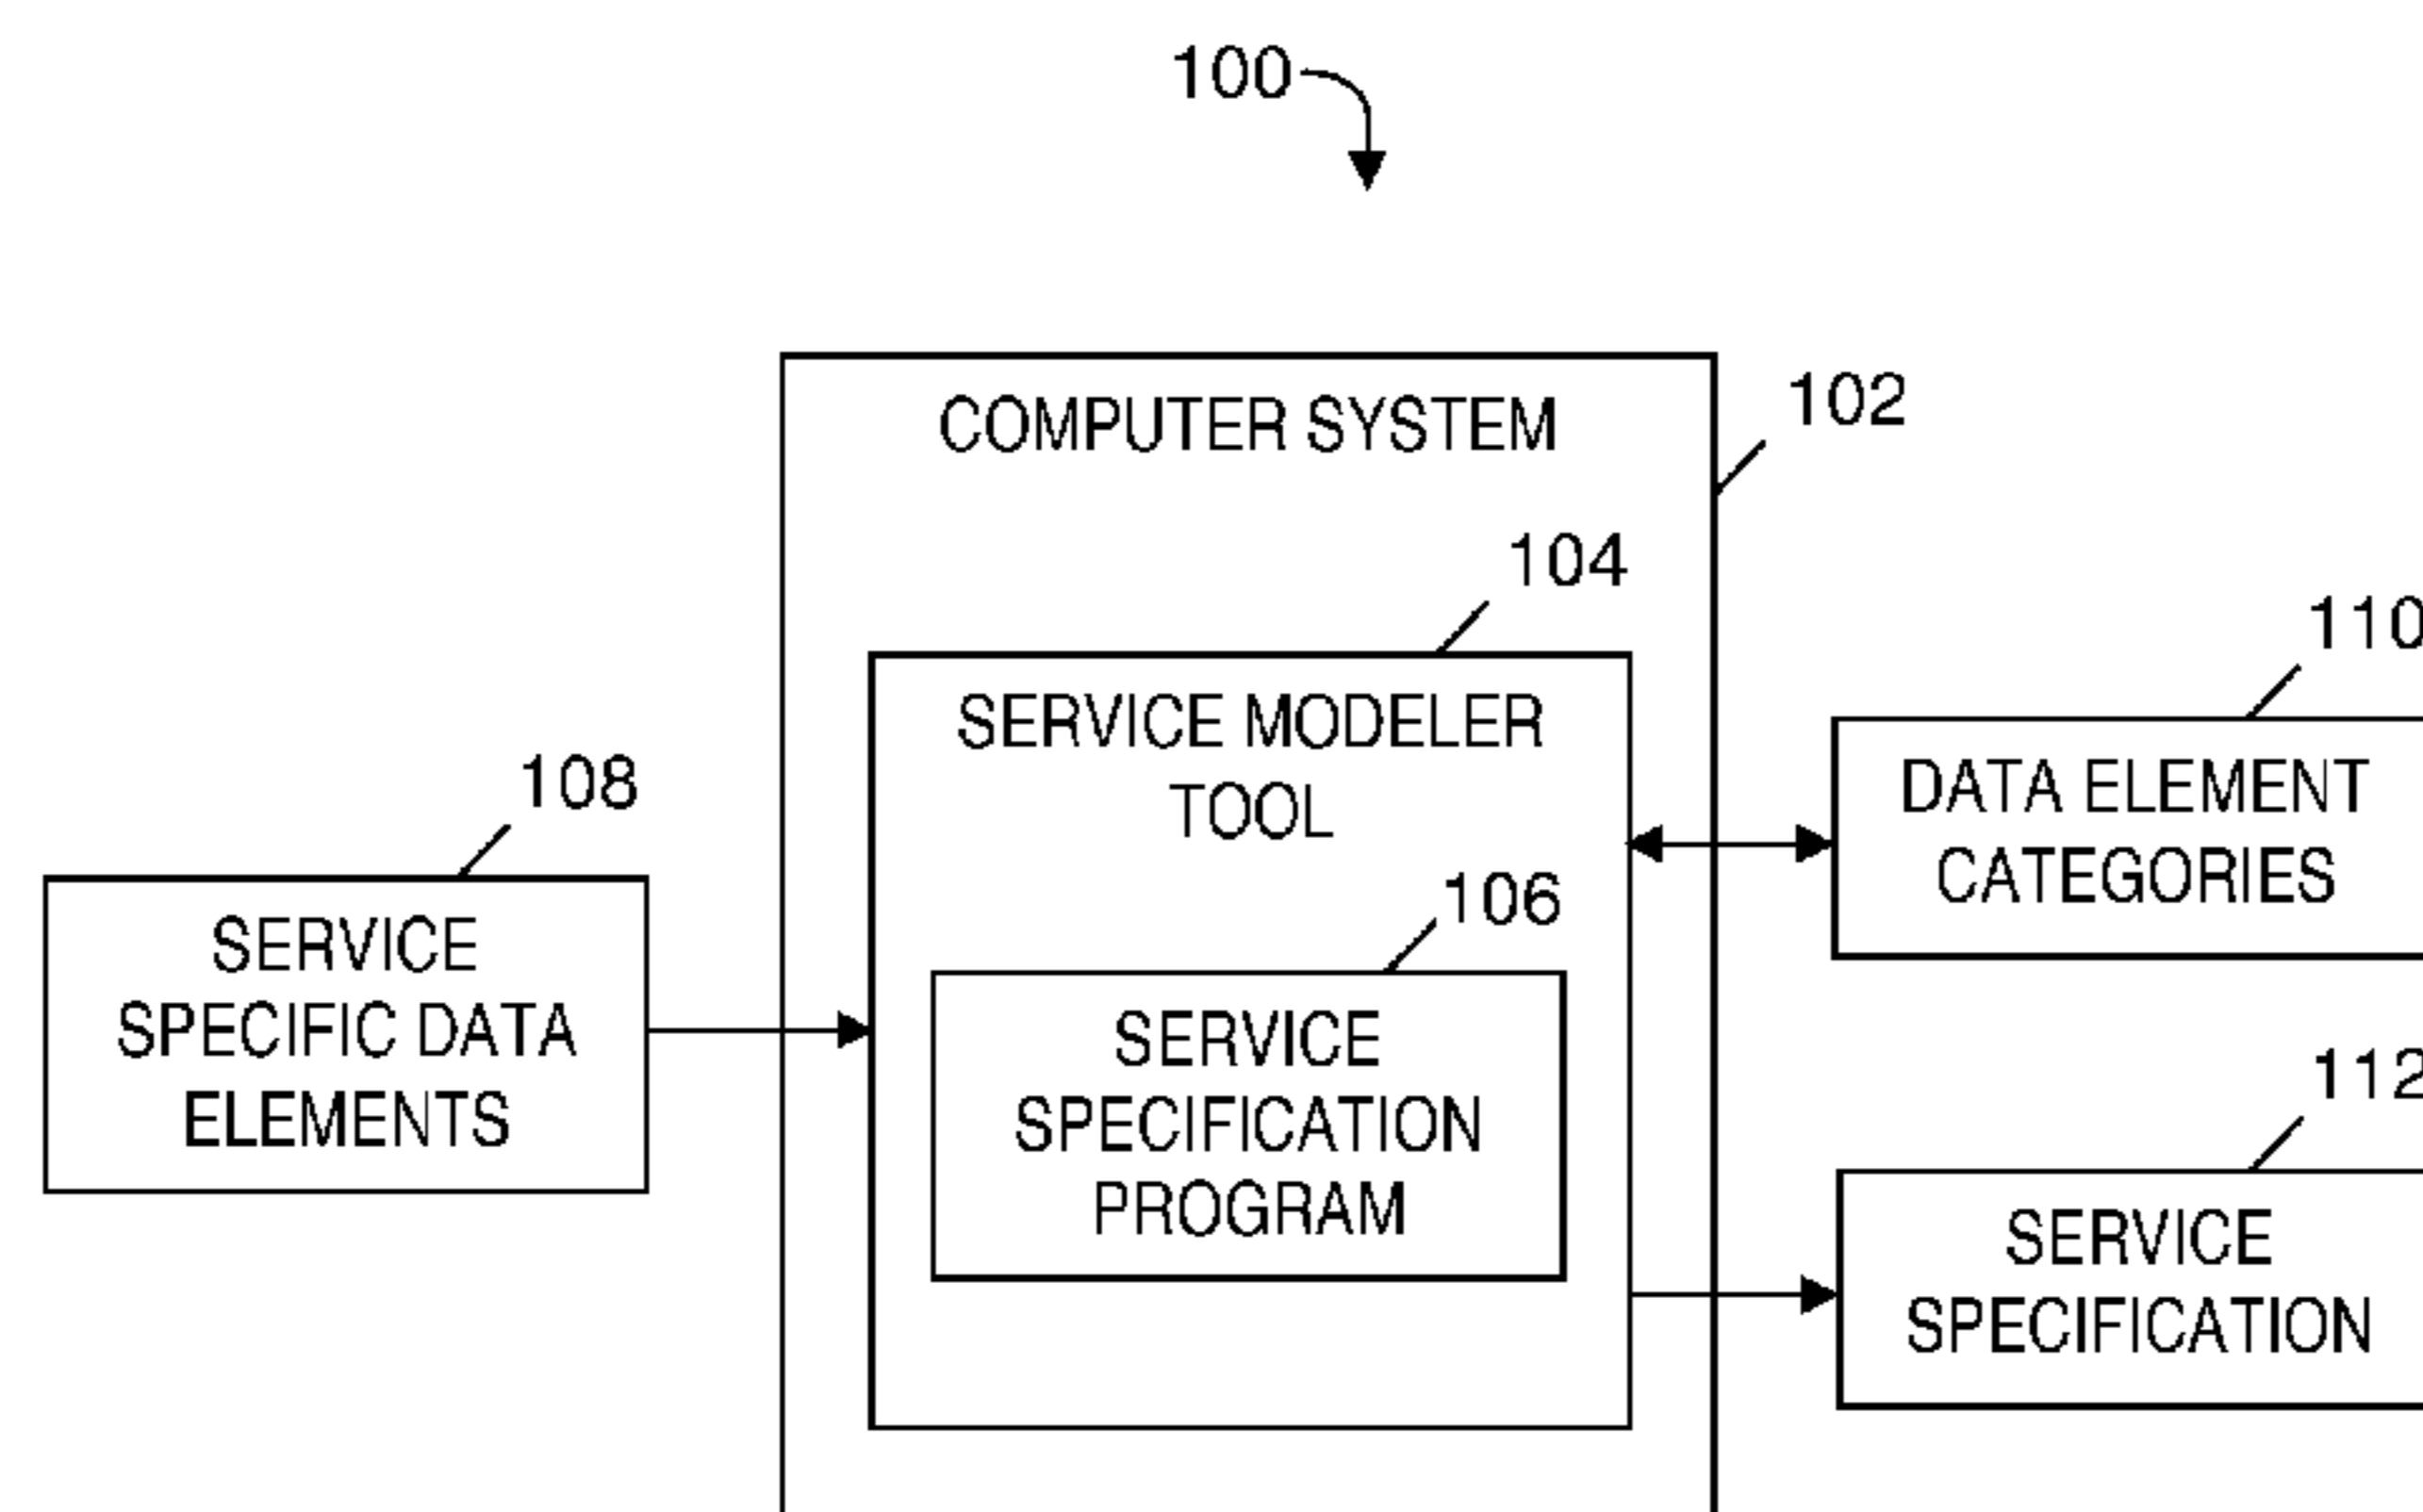 100
COMPUTER SYSTEM
102
104
SERVICE MODELER
TOOL
106
SERVICE
SPECIFICATION
PROGRAM
108
SERVICE
SPECIFIC DATA
ELEMENTS
110
DATA ELEMENT
CATEGORIES
112
SERVICE
SPECIFICATION